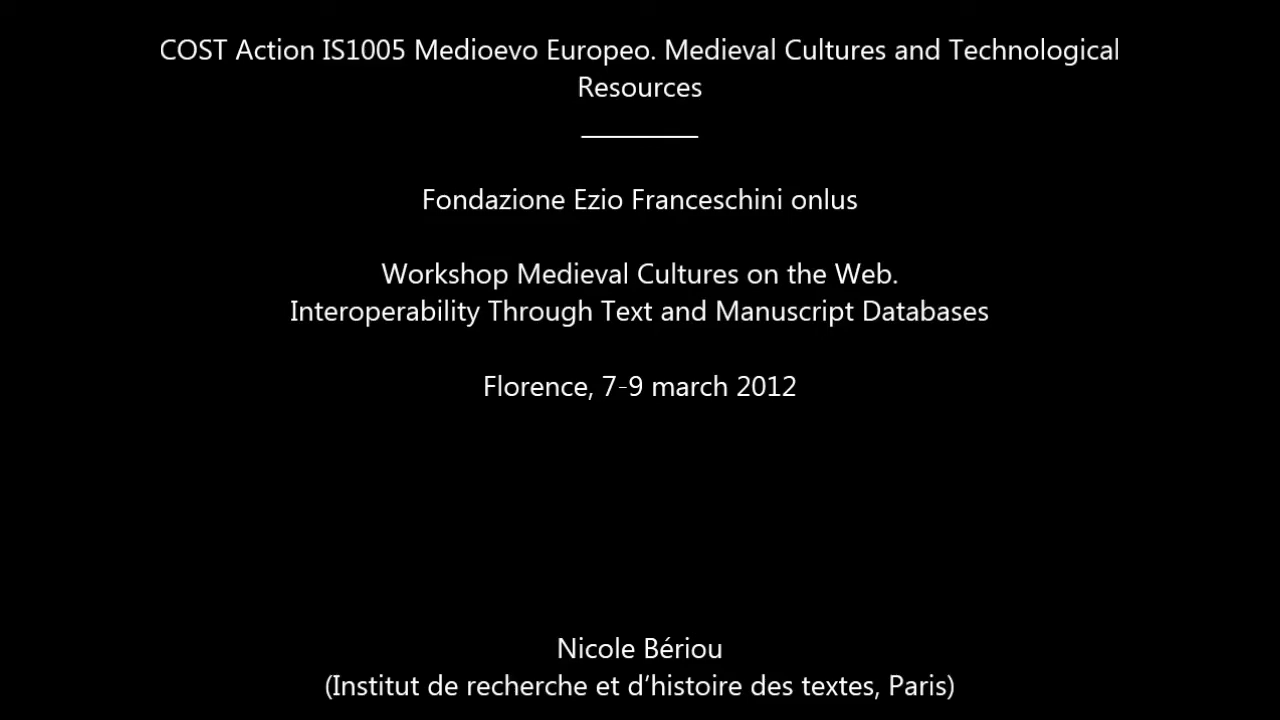 COST Action IS1005 Medioevo Europeo. Medieval Cultures and Technological
Resources
Fondazione Ezio Franceschini onlus
Workshop Medieval Cultures on the Web.
Interoperability Through Text and Manuscript Databases
Florence, 7-9 march 2012
Nicole Bériou
(Institut de recherche et d’histoire des textes, Paris)